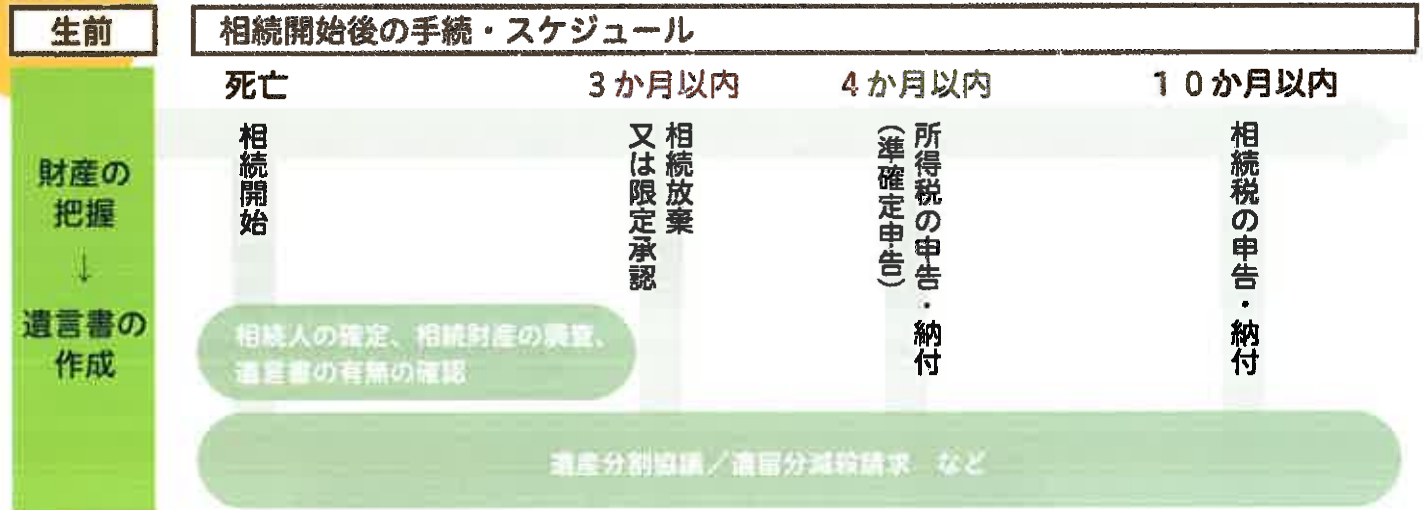 生前
相続開始後の手続・スケジュール
財産の
把握
↓
遺言書の
作成
死亡
3か月以内
4か月以内
10か月以内
相続開始
相続放棄
又は限定承認
所得税の申告・納付
(準確定申告)
相続税の申告・納付
相続人の確定、相続財産の調査、
遺言書の有無の確認
遺産分割協議／遺留分減殺請求 など